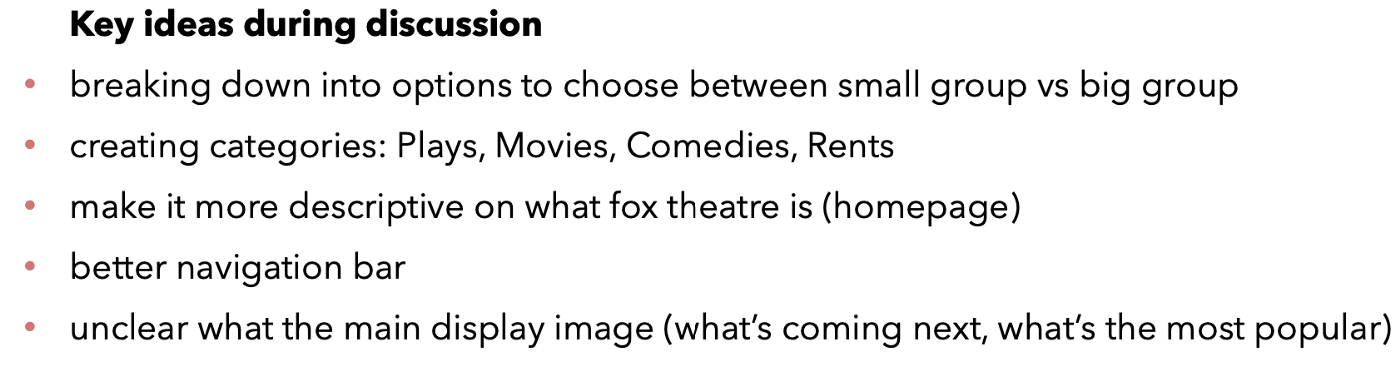 Key ideas during discussion
• breaking down into options to choose between small group vs big group
• creating categories: Plays, Movies, Comedies, Rents
• make it more descriptive on what fox theatre is (homepage)
• better navigation bar
• unclear what the main display image (what’s coming next, what’s the most popular)